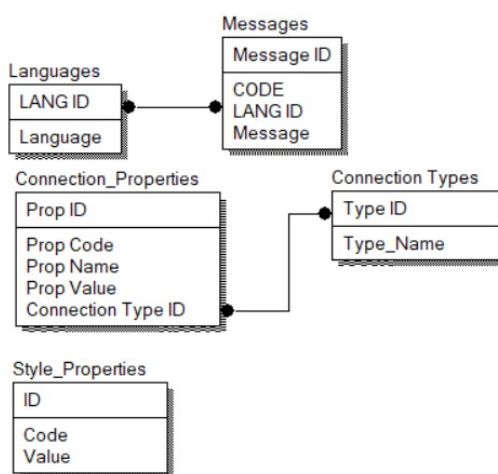 Messages
Message ID
CODE
LANG ID
Message
Languages
LANG ID
Language
Connection_Properties
Prop ID
Prop Code
Prop Name
Prop Value
Connection Type ID
Connection Types
Type ID
Type_Name
Style_Properties
ID
Code
Value